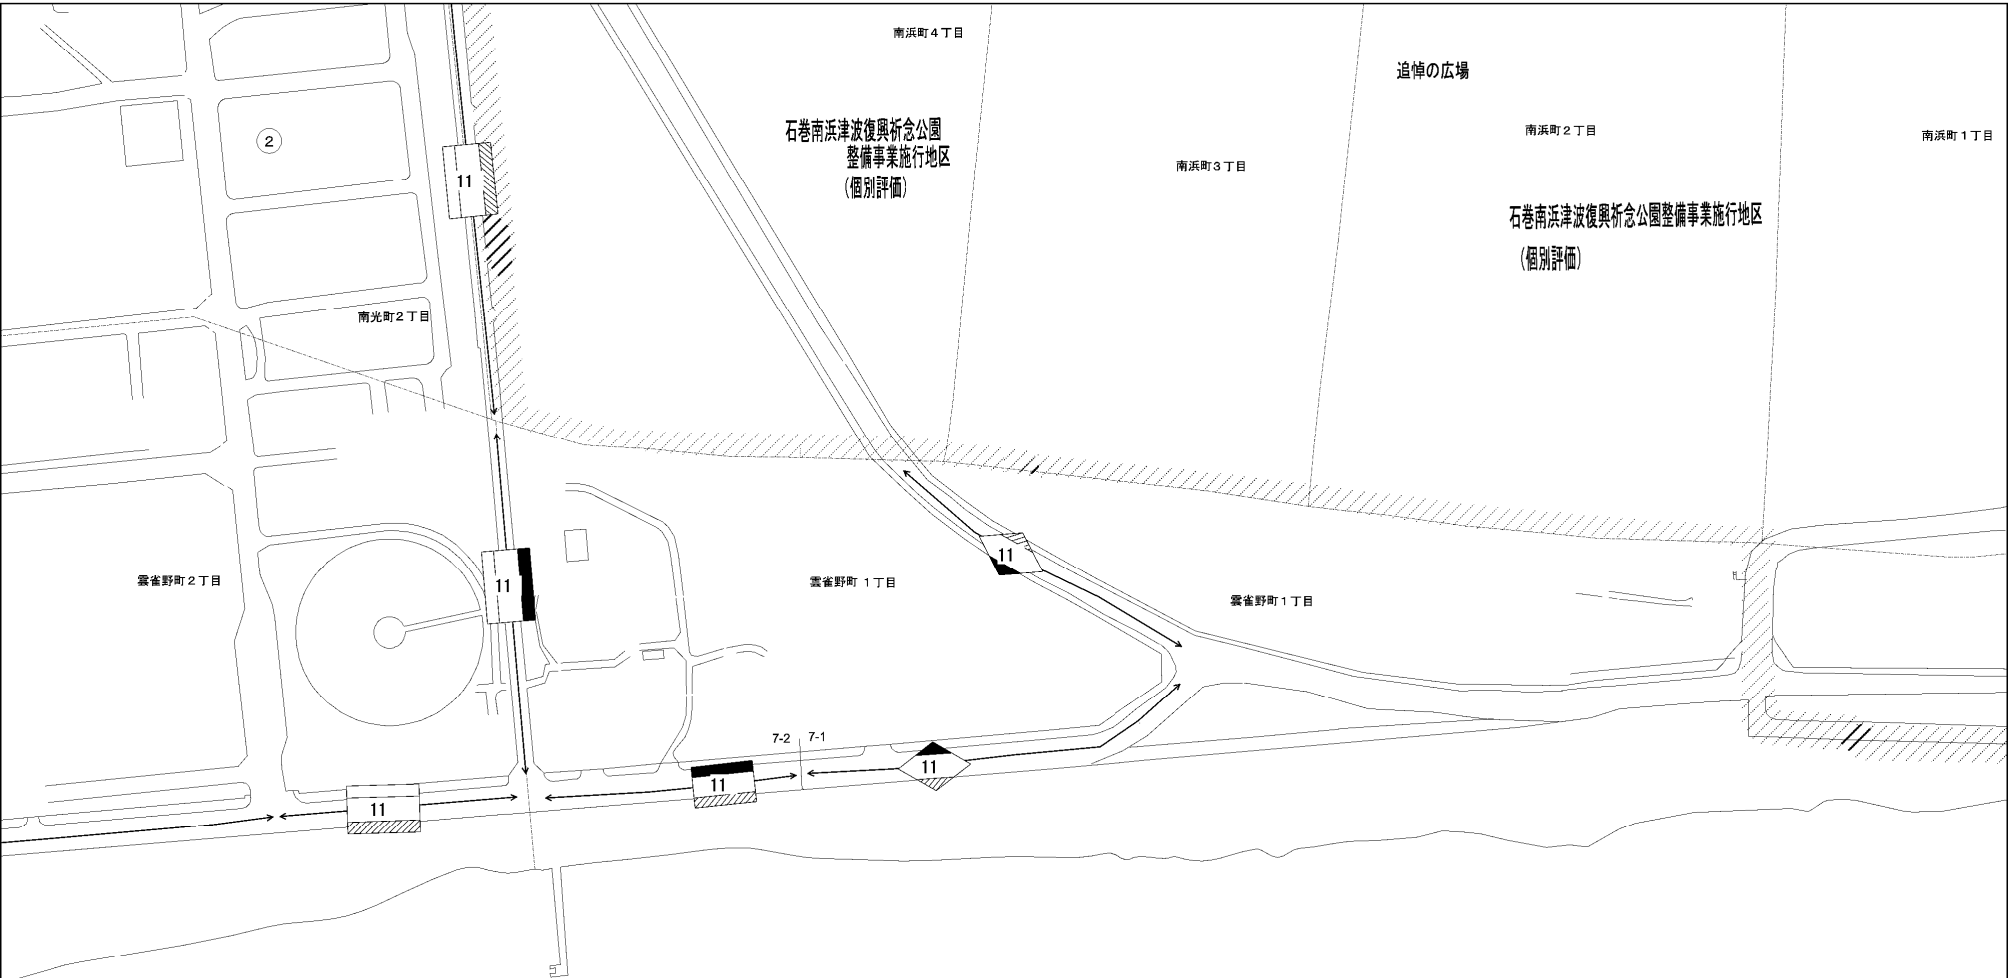 南浜町4丁目
追悼の広場
石巻南浜津波復興祈念公園
整備事業施行地区
(個別評価)
南浜町2丁目
南浜町1丁目
②
南浜町3丁目
11
石巻南浜津波復興祈念公園整備事業施行地区
(個別評価)
南光町2丁目
11
雲雀野町2丁目
11
雲雀野町1丁目
雲雀野町1丁目
7-2
7-1
11
11
11